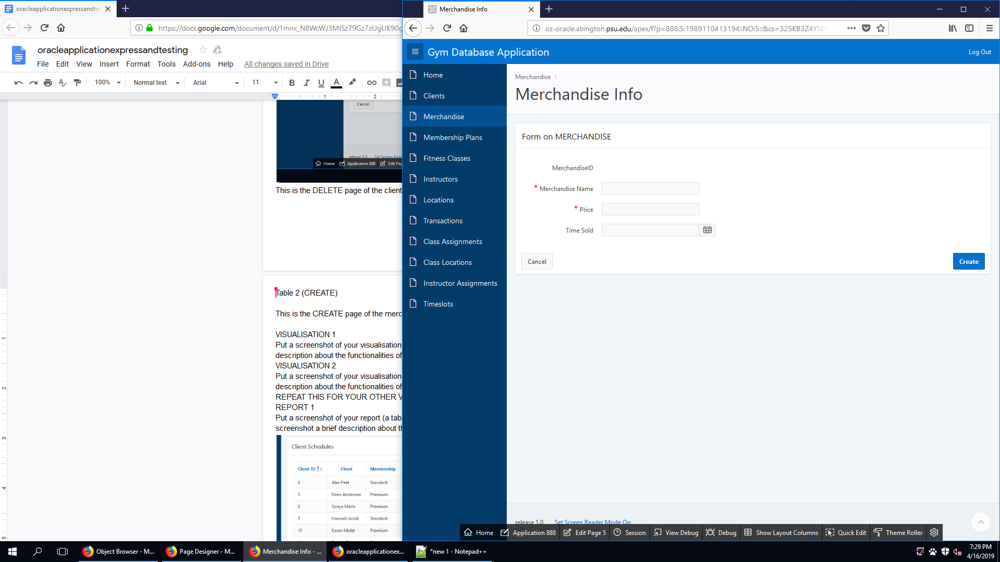 oracleapplicationexpressandtes
https://docs.google.com/document/d/1mnx_N8WcWJ3MISz79Gz7zUgUK90g
oracleapplicationexpressandtesting
File Edit View Insert Format Tools Add-ons Help All changes saved in Drive
100% Normal text Arial 11 B I U A
1 2
Cancel
release 1.0 Set Screen Read
Home Application 888 Edit Pag
This is the DELETE page of the client
Table 2 (CREATE)
This is the CREATE page of the merc
VISUALISATION 1
Put a screenshot of your visualisation
description about the functionalities of
VISUALISATION 2
Put a screenshot of your visualisation
description about the functionalities of
REPEAT THIS FOR YOUR OTHER V
REPORT 1
Put a screenshot of your report (a tab
screenshot a brief description about th
Client Schedules
Client ID Client Membership
4 Alex Peet Standard
5 Drew Anderson Premium
8 Sonya Marie Premium
9 Hannah Jacob Standard
10 Karen Molet Premium
1
2
3
4
5
Merchandise Info
oz-oracle.abington.psu.edu/apex/f?p=888:5:1989110413194::NO:5::&cs=325KB3Z4YSER
Gym Database Application
Log Out
Home
Clients
Merchandise
Membership Plans
Fitness Classes
Instructors
Locations
Transactions
Class Assignments
Class Locations
Instructor Assignments
Timeslots
Merchandise \
Merchandise Info
Form on MERCHANDISE
MerchandiseID
* Merchandise Name
* Price
Time Sold
Cancel
Create
release 1.0 Set Screen Reader Mode On
Home Application 888 Edit Page 5 Session View Debug Debug Show Layout Columns Quick Edit Theme Roller
Object Browser - M... Page Designer - M... Merchandise Info - ... oracleapplicationex... *new 1 - Notepad++
7:29 PM
4/16/2019